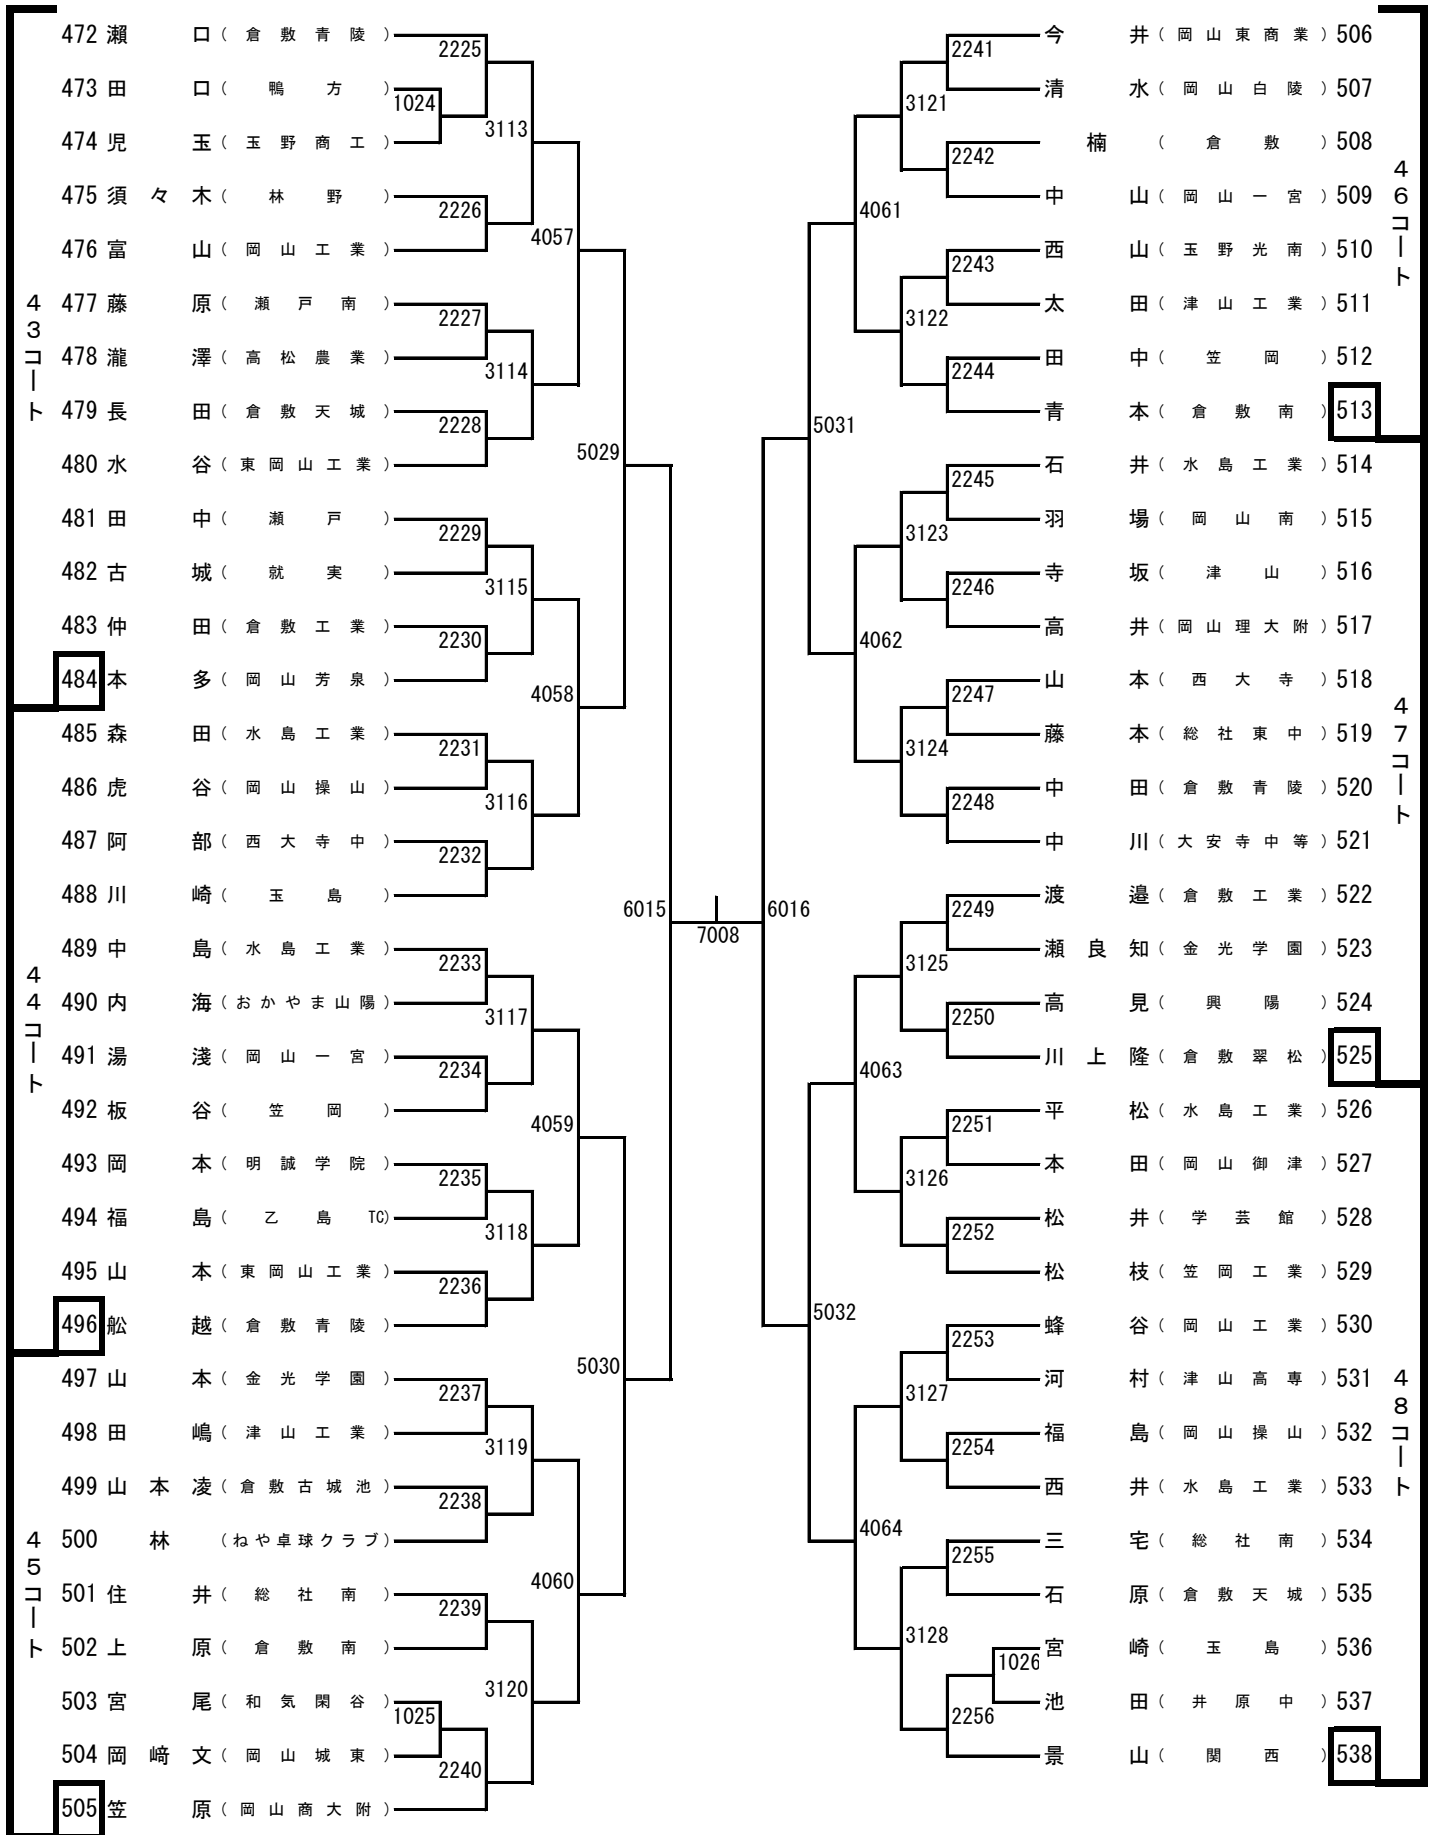 472 瀬口（倉敷青陵）
473 田口（鴨方）
474 児玉（玉野商工）
475 須々木（林野）
476 富山（岡山工業）
477 藤原（瀬戸南）
478 瀧澤（高松農業）
479 長田（倉敷天城）
480 水谷（東岡山工業）
481 田中（瀬戸）
482 古城（就実）
483 仲田（倉敷工業）
484 本多（岡山芳泉）
485 森田（水島工業）
486 虎谷（岡山操山）
487 阿部（西大寺中）
488 川崎（玉島）
489 中島（水島工業）
490 内海（おかやま山陽）
491 湯淺（岡山一宮）
492 板谷（笠岡）
493 岡本（明誠学院）
494 福島（乙島TC）
495 山本（東岡山工業）
496 舩越（倉敷青陵）
497 山本（金光学園）
498 田嶋（津山工業）
499 山本凌（倉敷古城池）
500 林（ねや卓球クラブ）
501 住井（総社南）
502 上原（倉敷南）
503 宮尾（和気閑谷）
504 岡﨑文（岡山城東）
505 笠原（岡山商大附）
43コート
44コート
45コート
1024
1025
2225
2226
2227
2228
2229
2230
2231
2232
2233
2234
2235
2236
2237
2238
2239
2240
3113
3114
3115
3116
3117
3118
3119
3120
4057
4058
4059
4060
5029
5030
6015
7008
6016
5031
5032
4061
4062
4063
4064
3121
3122
3123
3124
3125
3126
3127
3128
2241
2242
2243
2244
2245
2246
2247
2248
2249
2250
2251
2252
2253
2254
2255
2256
1026
今井（岡山東商業）506
清水（岡山白陵）507
楠（倉敷）508
中山（岡山一宮）509
西山（玉野光南）510
太田（津山工業）511
田中（笠岡）512
青本（倉敷南）513
石井（水島工業）514
羽場（岡山南）515
寺坂（津山）516
高井（岡山理大附）517
山本（西大寺）518
藤本（総社東中）519
中田（倉敷青陵）520
中川（大安寺中等）521
渡邉（倉敷工業）522
瀬良知（金光学園）523
高見（興陽）524
川上隆（倉敷翠松）525
平松（水島工業）526
本田（岡山御津）527
松井（学芸館）528
松枝（笠岡工業）529
蜂谷（岡山工業）530
河村（津山高専）531
福島（岡山操山）532
西井（水島工業）533
三宅（総社南）534
石原（倉敷天城）535
宮崎（玉島）536
池田（井原中）537
景山（関西）538
46コート
47コート
48コート